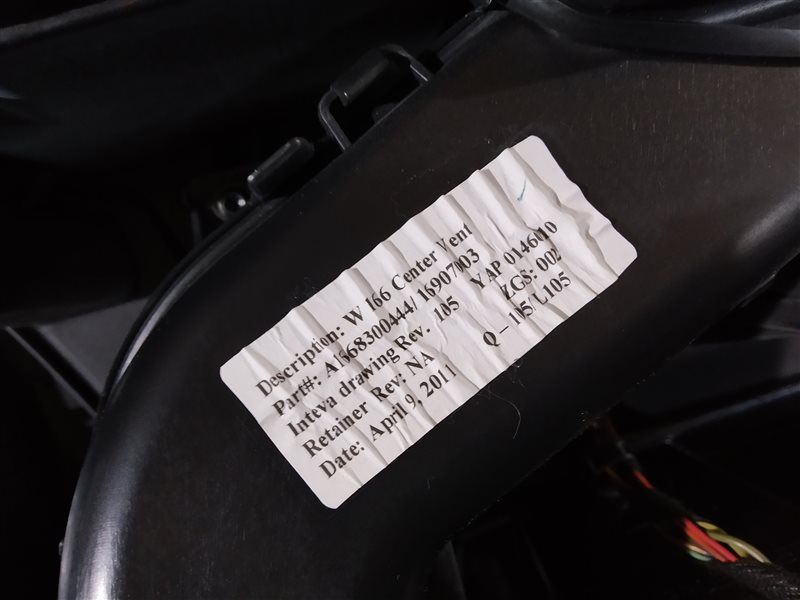 Description: W 166 Center Vent
Part#: A1668300444/ 16907003
Inteva drawing Rev. 105 YAP 0146010
Retainer Rev: NA ZGS: 002
Date: April 9, 2011 Q – 115/L105